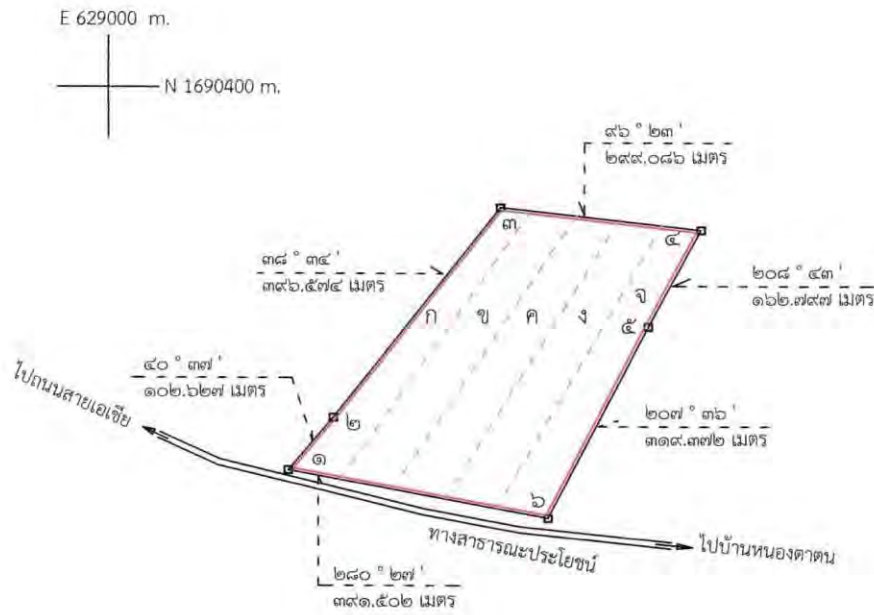 E 629000 m.
N 1690400 m.
๙๖ ° ๒๓ '
๒๙๙.๐๘๖ เมตร
๓
๔
๓๘ ° ๓๔ '
๓๙๖.๕๗๔ เมตร
๒๐๘ ° ๔๓ '
๑๖๒.๗๙๗ เมตร
ก ข ค ง จ
๕
๔๐ ° ๓๗ '
๑๐๒.๖๒๗ เมตร
ไปถนนสายเอเชีย
๒
๒๐๗ ° ๓๖ '
๓๑๙.๓๗๒ เมตร
๑
๖
ทางสาธารณะประโยชน์
ไปบ้านหนองตาตน
๒๘๐ ° ๒๗ '
๓๙๑.๕๐๒ เมตร